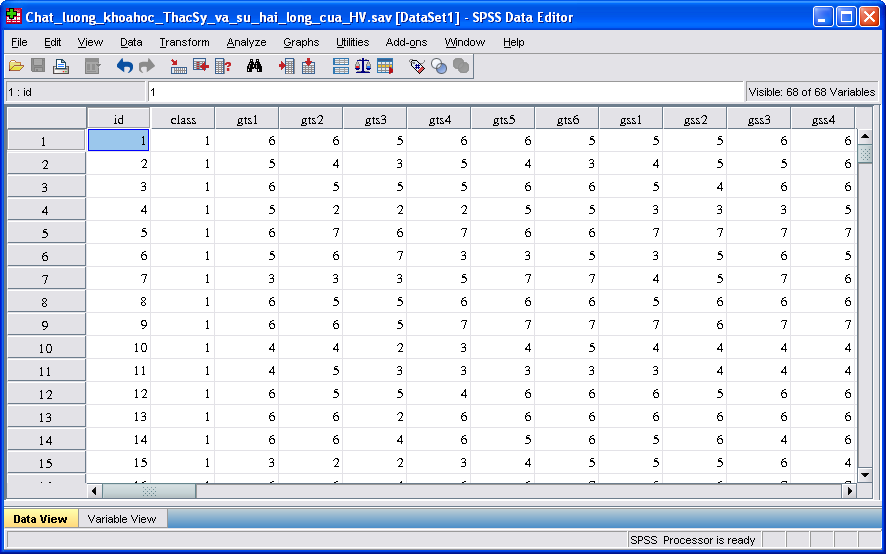 Chat_luong_khoahoc_ThacSy_va_su_hai_long_cua_HV.sav [DataSet1] - SPSS Data Editor
File Edit View Data Transform Analyze Graphs Utilities Add-ons Window Help
1 : id 1 Visible: 68 of 68 Variables
id class gts1 gts2 gts3 gts4 gts5 gts6 gss1 gss2 gss3 gss4
1 1 1 6 6 5 6 6 5 5 5 6 6
2 2 1 5 4 3 5 4 3 4 5 5 6
3 3 1 6 5 5 5 6 6 5 4 6 6
4 4 1 5 2 2 2 5 5 3 3 3 5
5 5 1 6 7 6 7 6 6 7 7 7 7
6 6 1 5 6 7 3 3 5 3 5 6 5
7 7 1 3 3 3 5 7 7 4 5 7 6
8 8 1 6 5 5 6 6 6 5 6 6 6
9 9 1 6 6 5 7 7 7 7 6 7 7
10 10 1 4 4 2 3 4 5 4 4 4 4
11 11 1 6 5 3 3 3 3 3 4 4 4
12 12 1 6 5 5 4 6 6 6 5 6 6
13 13 1 6 6 2 6 6 6 6 6 6 6
14 14 1 6 6 4 6 5 6 5 6 4 6
15 15 1 3 2 2 3 4 5 5 5 6 4
Data View Variable View
SPSS Processor is ready